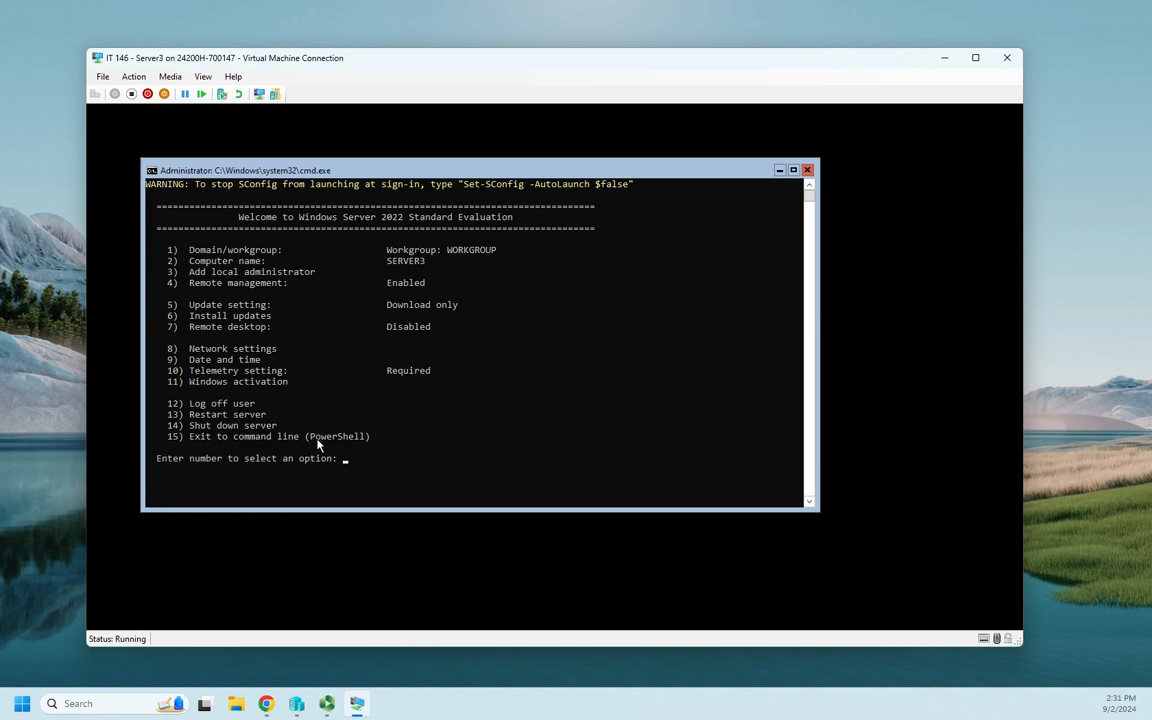 IT 146 - Server3 on 24200H-700147 - Virtual Machine Connection
File Action Media View Help
Administrator: C:\Windows\system32\cmd.exe
WARNING: To stop SConfig from launching at sign-in, type "Set-SConfig -AutoLaunch $false"
================================================================================
Welcome to Windows Server 2022 Standard Evaluation
================================================================================
1) Domain/workgroup: Workgroup: WORKGROUP
2) Computer name: SERVER3
3) Add local administrator
4) Remote management: Enabled
5) Update setting: Download only
6) Install updates
7) Remote desktop: Disabled
8) Network settings
9) Date and time
10) Telemetry setting: Required
11) Windows activation
12) Log off user
13) Restart server
14) Shut down server
15) Exit to command line (PowerShell)
Enter number to select an option: _
Status: Running
Search
2:31 PM
9/2/2024